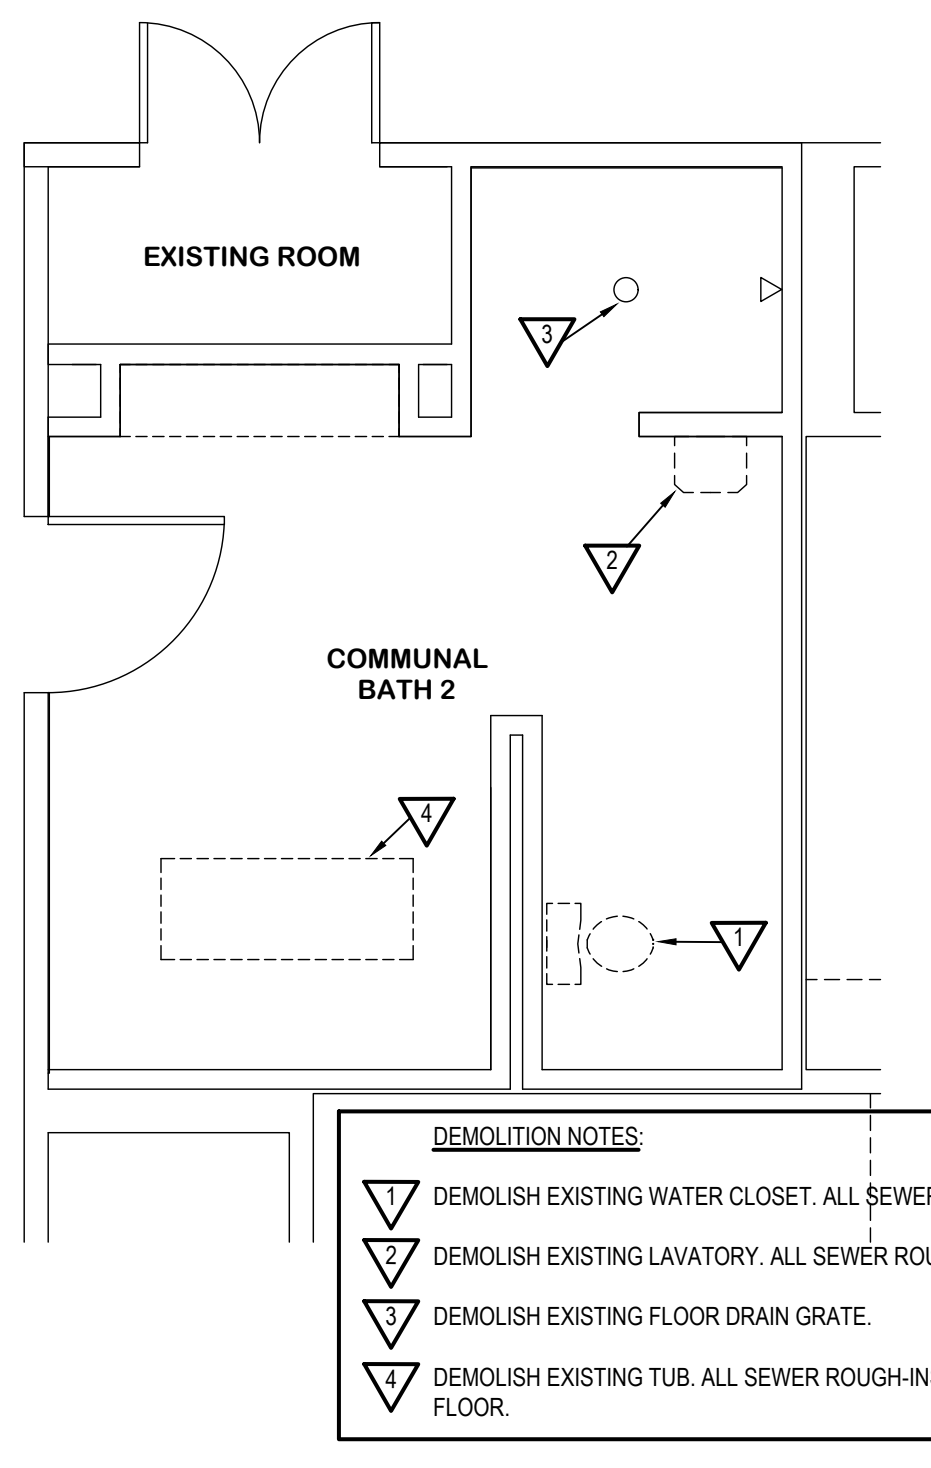 EXISTING ROOM
3
2
COMMUNAL
BATH 2
4
1
DEMOLITION NOTES:
1 DEMOLISH EXISTING WATER CLOSET. ALL SEWER
2 DEMOLISH EXISTING LAVATORY. ALL SEWER ROU
3 DEMOLISH EXISTING FLOOR DRAIN GRATE.
4 DEMOLISH EXISTING TUB. ALL SEWER ROUGH-IN
FLOOR.